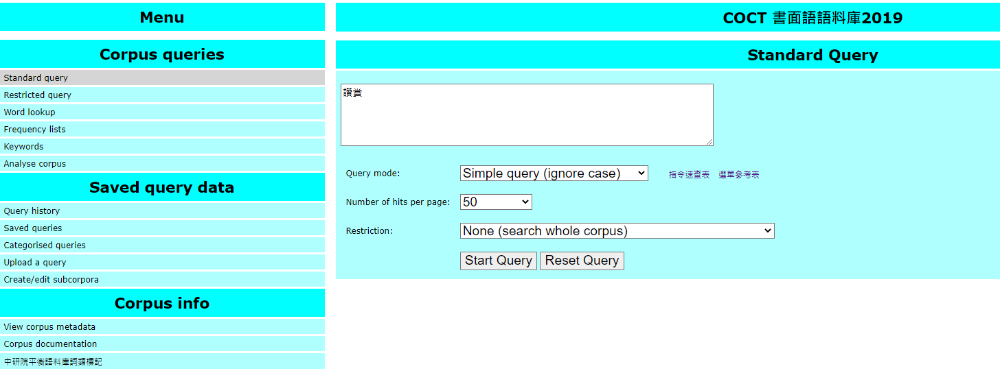 Menu
Corpus queries
Standard query
Restricted query
Word lookup
Frequency lists
Keywords
Analyse corpus
Saved query data
Query history
Saved queries
Categorised queries
Upload a query
Create/edit subcorpora
Corpus info
View corpus metadata
Corpus documentation
中研院平衡語料庫詞類標記
COCT 書面語語料庫2019
Standard Query
讚賞
Query mode: Simple query (ignore case) 指令速查表 選單參考表
Number of hits per page: 50
Restriction: None (search whole corpus)
Start Query Reset Query